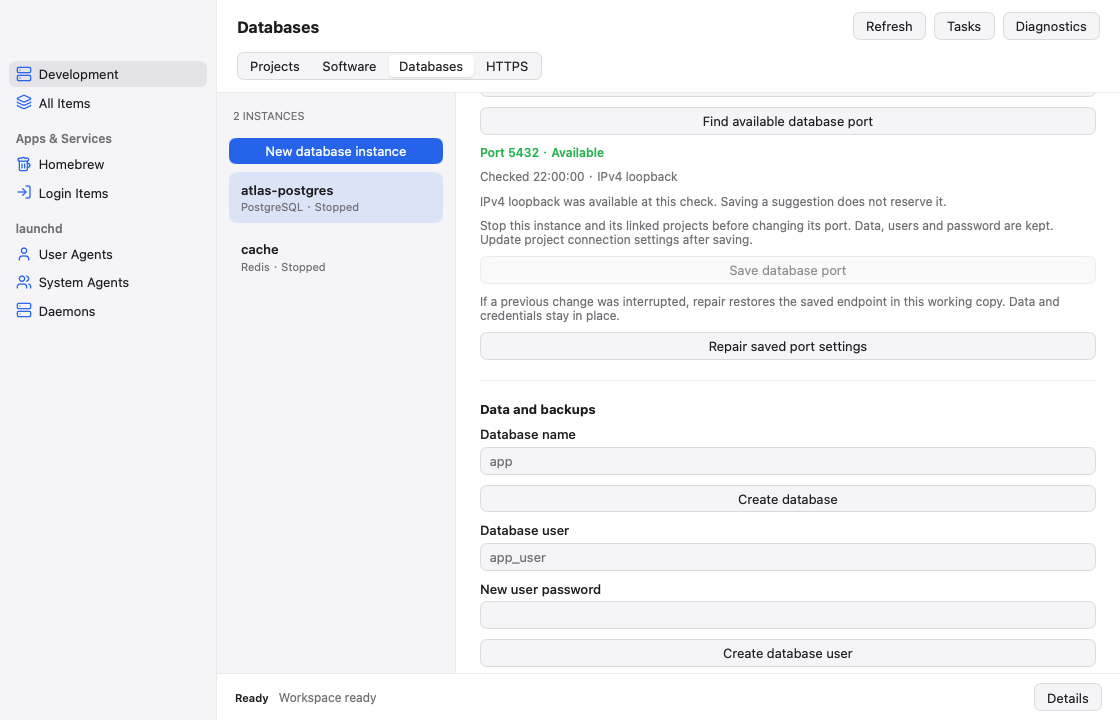 Databases
Refresh
Tasks
Diagnostics
Projects
Software
Databases
HTTPS
Development
All Items
Apps & Services
Homebrew
Login Items
launchd
User Agents
System Agents
Daemons
2 INSTANCES
New database instance
atlas-postgres
PostgreSQL · Stopped
cache
Redis · Stopped
Find available database port
Port 5432 · Available
Checked 22:00:00 · IPv4 loopback
IPv4 loopback was available at this check. Saving a suggestion does not reserve it.
Stop this instance and its linked projects before changing its port. Data, users and password are kept.
Update project connection settings after saving.
Save database port
If a previous change was interrupted, repair restores the saved endpoint in this working copy. Data and
credentials stay in place.
Repair saved port settings
Data and backups
Database name
app
Create database
Database user
app_user
New user password
Create database user
Ready
Workspace ready
Details